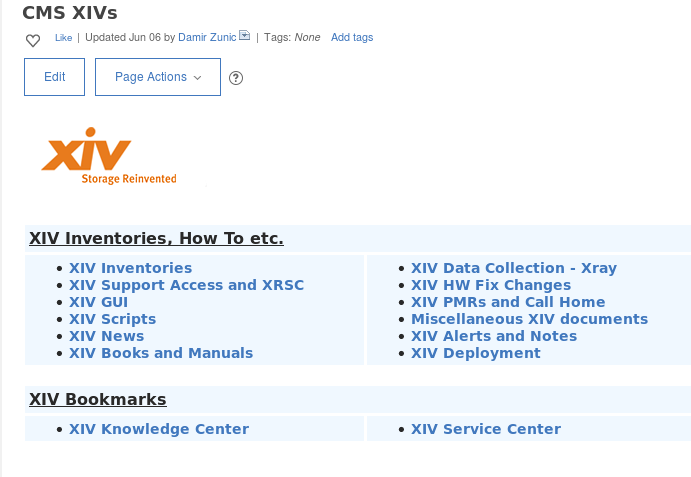 CMS XIVs
Like | Updated Jun 06 by Damir Zunic | Tags: None Add tags
Edit
Page Actions
?
xiv
Storage Reinvented
XIV Inventories, How To etc.
• XIV Inventories
• XIV Support Access and XRSC
• XIV GUI
• XIV Scripts
• XIV News
• XIV Books and Manuals
• XIV Data Collection - Xray
• XIV HW Fix Changes
• XIV PMRs and Call Home
• Miscellaneous XIV documents
• XIV Alerts and Notes
• XIV Deployment
XIV Bookmarks
• XIV Knowledge Center
• XIV Service Center